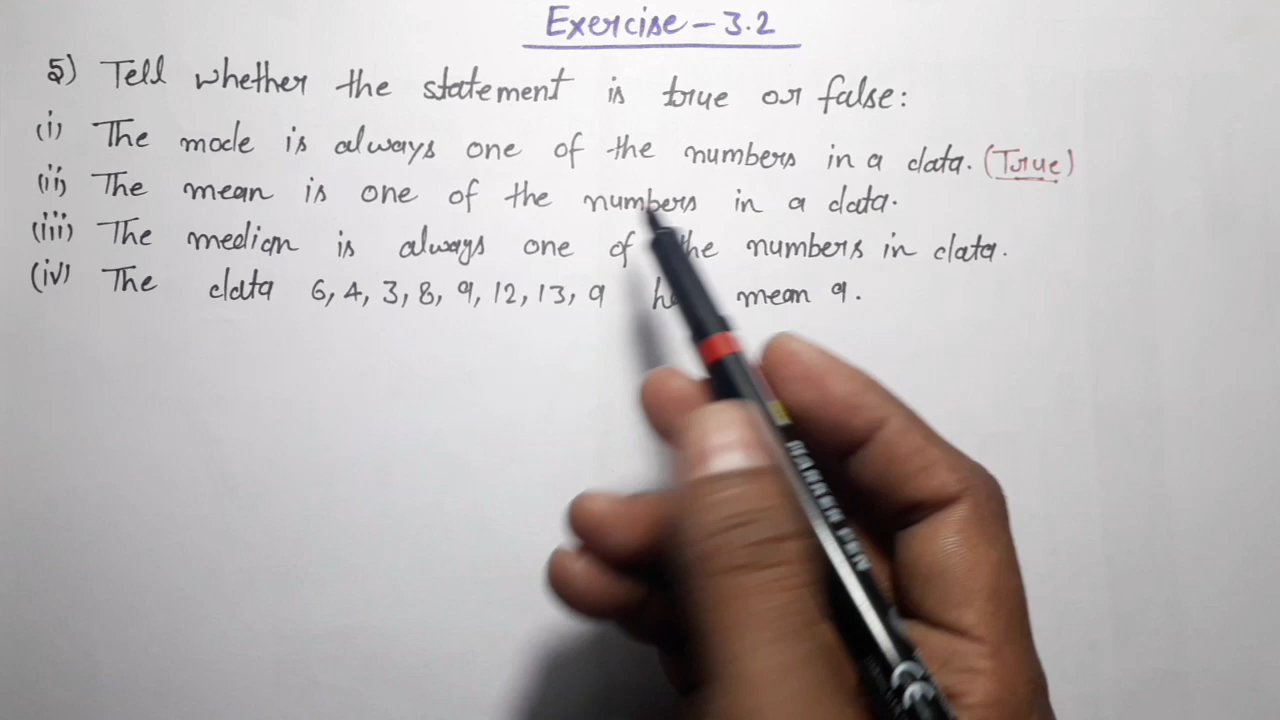 Exercise - 3.2
5) Tell whether the statement is true or false:
(i) The mode is always one of the numbers in a data. (True)
(ii) The mean is one of the numbers in a data.
(iii) The median is always one of the numbers in data.
(iv) The data 6, 4, 3, 8, 9, 12, 13, 9 mean 9.
MARKER PEN